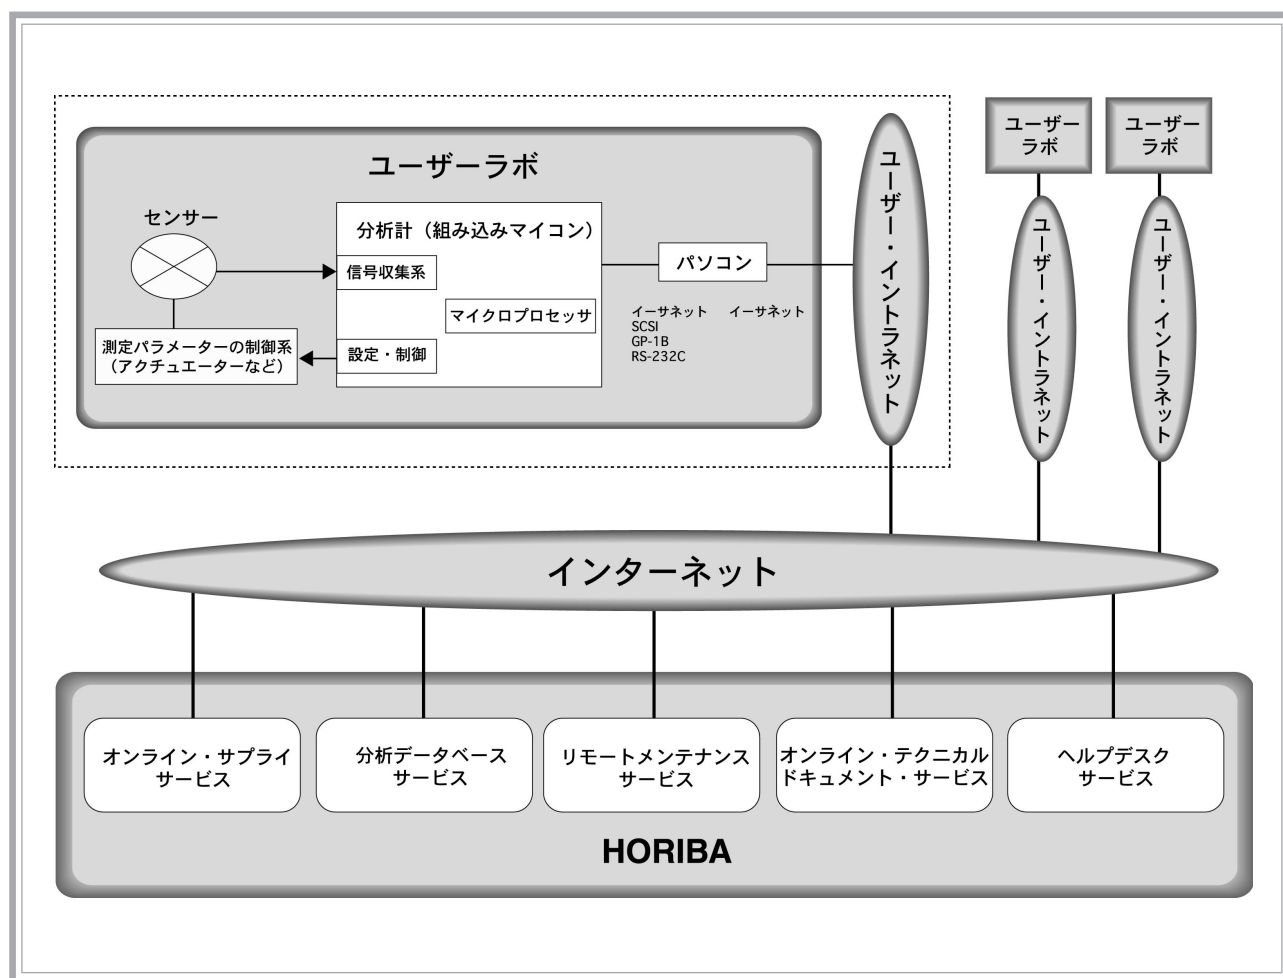 ユーザーラボ
センサー
分析計（組み込みマイコン）
信号収集系
マイクロプロセッサ
設定・制御
測定パラメーターの制御系
（アクチュエーターなど）
パソコン
イーサネット
SCSI
GP-1B
RS-232C
イーサネット
ユーザー・イントラネット
ユーザー
ラボ
ユーザー・イントラネット
ユーザー
ラボ
ユーザー・イントラネット
インターネット
オンライン・サプライ
サービス
分析データベース
サービス
リモートメンテナンス
サービス
オンライン・テクニカル
ドキュメント・サービス
ヘルプデスク
サービス
HORIBA